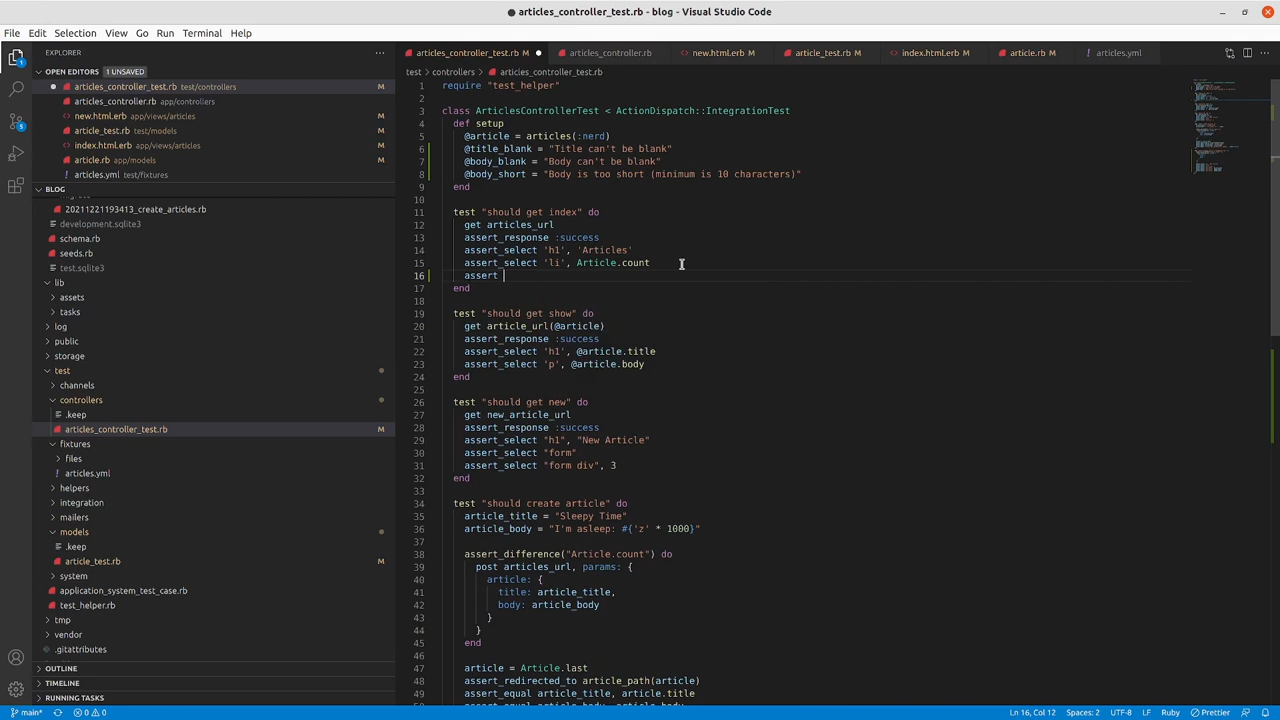 articles_controller_test.rb - blog - Visual Studio Code
File Edit Selection View Go Run Terminal Help
EXPLORER
OPEN EDITORS 1 UNSAVED
articles_controller_test.rb test/controllers M
articles_controller.rb app/controllers
new.html.erb app/views/articles M
article_test.rb test/models M
index.html.erb app/views/articles M
article.rb app/models M
articles.yml test/fixtures
BLOG
20211221193413_create_articles.rb
development.sqlite3
schema.rb
seeds.rb
test.sqlite3
lib
assets
tasks
log
public
storage
test
channels
controllers
.keep
articles_controller_test.rb M
fixtures
files
articles.yml
helpers
integration
mailers
models
.keep
article_test.rb M
system
application_system_test_case.rb
test_helper.rb
tmp
vendor
.gitattributes
OUTLINE
TIMELINE
RUNNING TASKS
articles_controller_test.rb M articles_controller.rb new.html.erb M article_test.rb M index.html.erb M article.rb M articles.yml
test > controllers > articles_controller_test.rb
1 require "test_helper"
2
3 class ArticlesControllerTest < ActionDispatch::IntegrationTest
4 def setup
5 @article = articles(:nerd)
6 @title_blank = "Title can't be blank"
7 @body_blank = "Body can't be blank"
8 @body_short = "Body is too short (minimum is 10 characters)"
9 end
10
11 test "should get index" do
12 get articles_url
13 assert_response :success
14 assert_select 'h1', 'Articles'
15 assert_select 'li', Article.count
16 assert
17 end
18
19 test "should get show" do
20 get article_url(@article)
21 assert_response :success
22 assert_select 'h1', @article.title
23 assert_select 'p', @article.body
24 end
25
26 test "should get new" do
27 get new_article_url
28 assert_response :success
29 assert_select "h1", "New Article"
30 assert_select "form"
31 assert_select "form div", 3
32 end
33
34 test "should create article" do
35 article_title = "Sleepy Time"
36 article_body = "I'm asleep: #{'z' * 1000}"
37
38 assert_difference("Article.count") do
39 post articles_url, params: {
40 article: {
41 title: article_title,
42 body: article_body
43 }
44 }
45 end
46
47 article = Article.last
48 assert_redirected_to article_path(article)
49 assert_equal article_title, article.title
1
5
main* 0 0 Ln 16, Col 12 Spaces: 2 UTF-8 LF Ruby Prettier